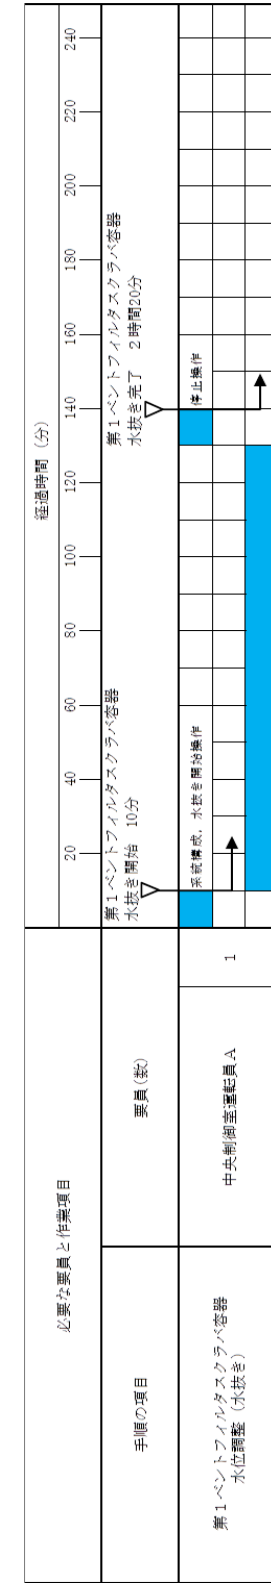 必要な要員と作業項目
経過時間（分）
手順の項目
要員(数)
20
40
60
80
100
120
140
160
180
200
220
240
第１ベントフィルタスクラバ容器
水抜き開始　10分
第１ベントフィルタスクラバ容器
水抜き完了　２時間20分
第１ベントフィルタスクラバ容器
水位調整（水抜き）
中央制御室運転員Ａ
1
系統構成，水抜き開始操作
停止操作